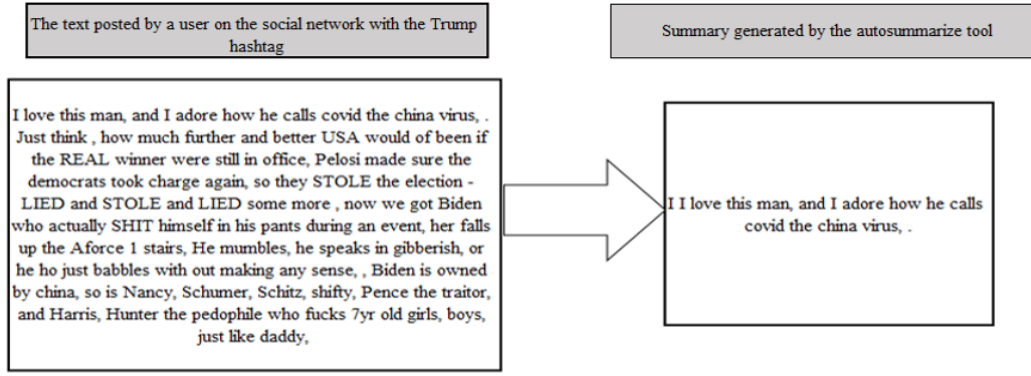 The text posted by a user on the social network with the Trump
hashtag
Summary generated by the autosummarize tool
I love this man, and I adore how he calls covid the china virus, .
Just think , how much further and better USA would of been if
the REAL winner were still in office, Pelosi made sure the
democrats took charge again, so they STOLE the election -
LIED and STOLE and LIED some more , now we got Biden
who actually SHIT himself in his pants during an event, her falls
up the Aforce 1 stairs, He mumbles, he speaks in gibberish, or
he ho just babbles with out making any sense, , Biden is owned
by china, so is Nancy, Schumer, Schitz, shifty, Pence the traitor,
and Harris, Hunter the pedophile who fucks 7yr old girls, boys,
just like daddy,
I I love this man, and I adore how he calls
covid the china virus, .